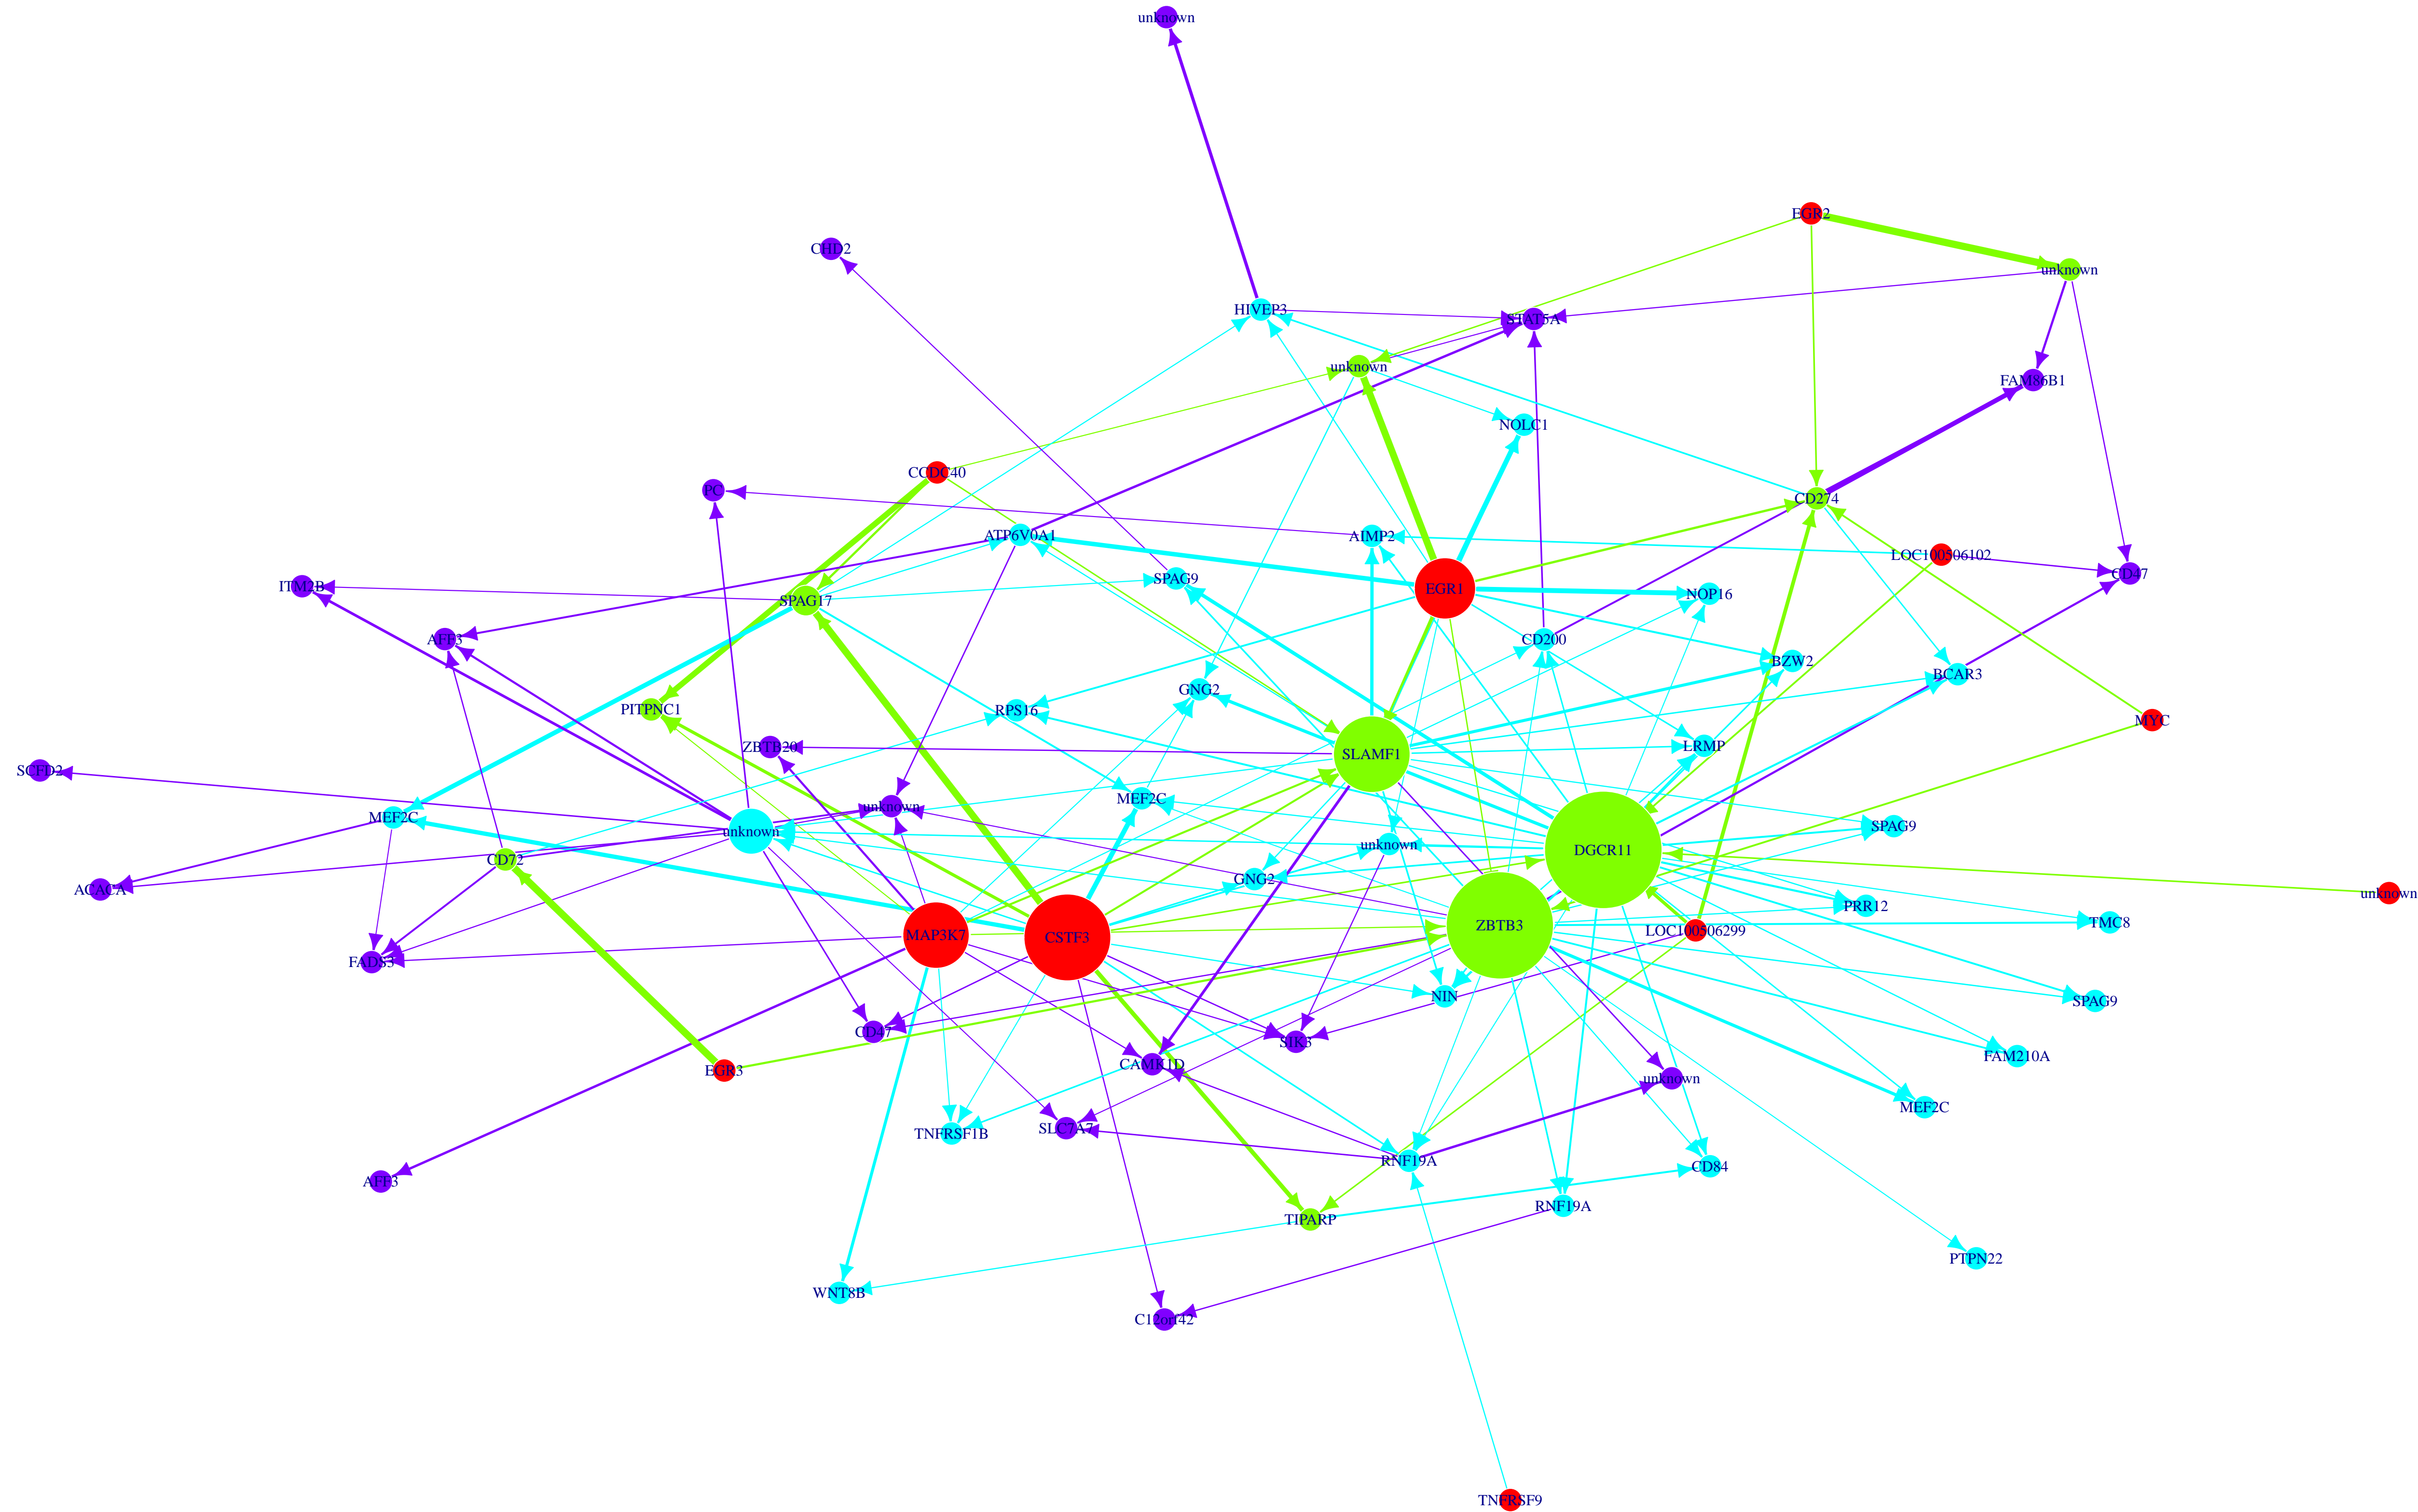 unknown
EGR2
CHD2
unknown
HIVEP3
STAT5A
unknown
FAM86B1
NOLC1
CCDC40
PC
CD274
ATP6V0A1
AIMP2
LOC100506102
CD47
SPAG9
ITM2B
EGR1
NOP16
SPAG17
AFF3
CD200
BZW2
BCAR3
GNG2
PITPNC1
RPS16
MYC
ZBTB20
LRMP
SLAMF1
SCFD2
MEF2C
unknown
MEF2C
unknown
SPAG9
unknown
DGCR11
CD72
GNG2
ACACA
unknown
PRR12
TMC8
ZBTB3
LOC100506299
MAP3K7
CSTF3
FADS3
NIN
SPAG9
CD47
SIK3
FAM210A
CAMK1D
EGR3
unknown
MEF2C
SLC7A7
TNFRSF1B
RNF19A
CD84
AFF3
RNF19A
TIPARP
PTPN22
WNT8B
C12orf42
TNFRSF9